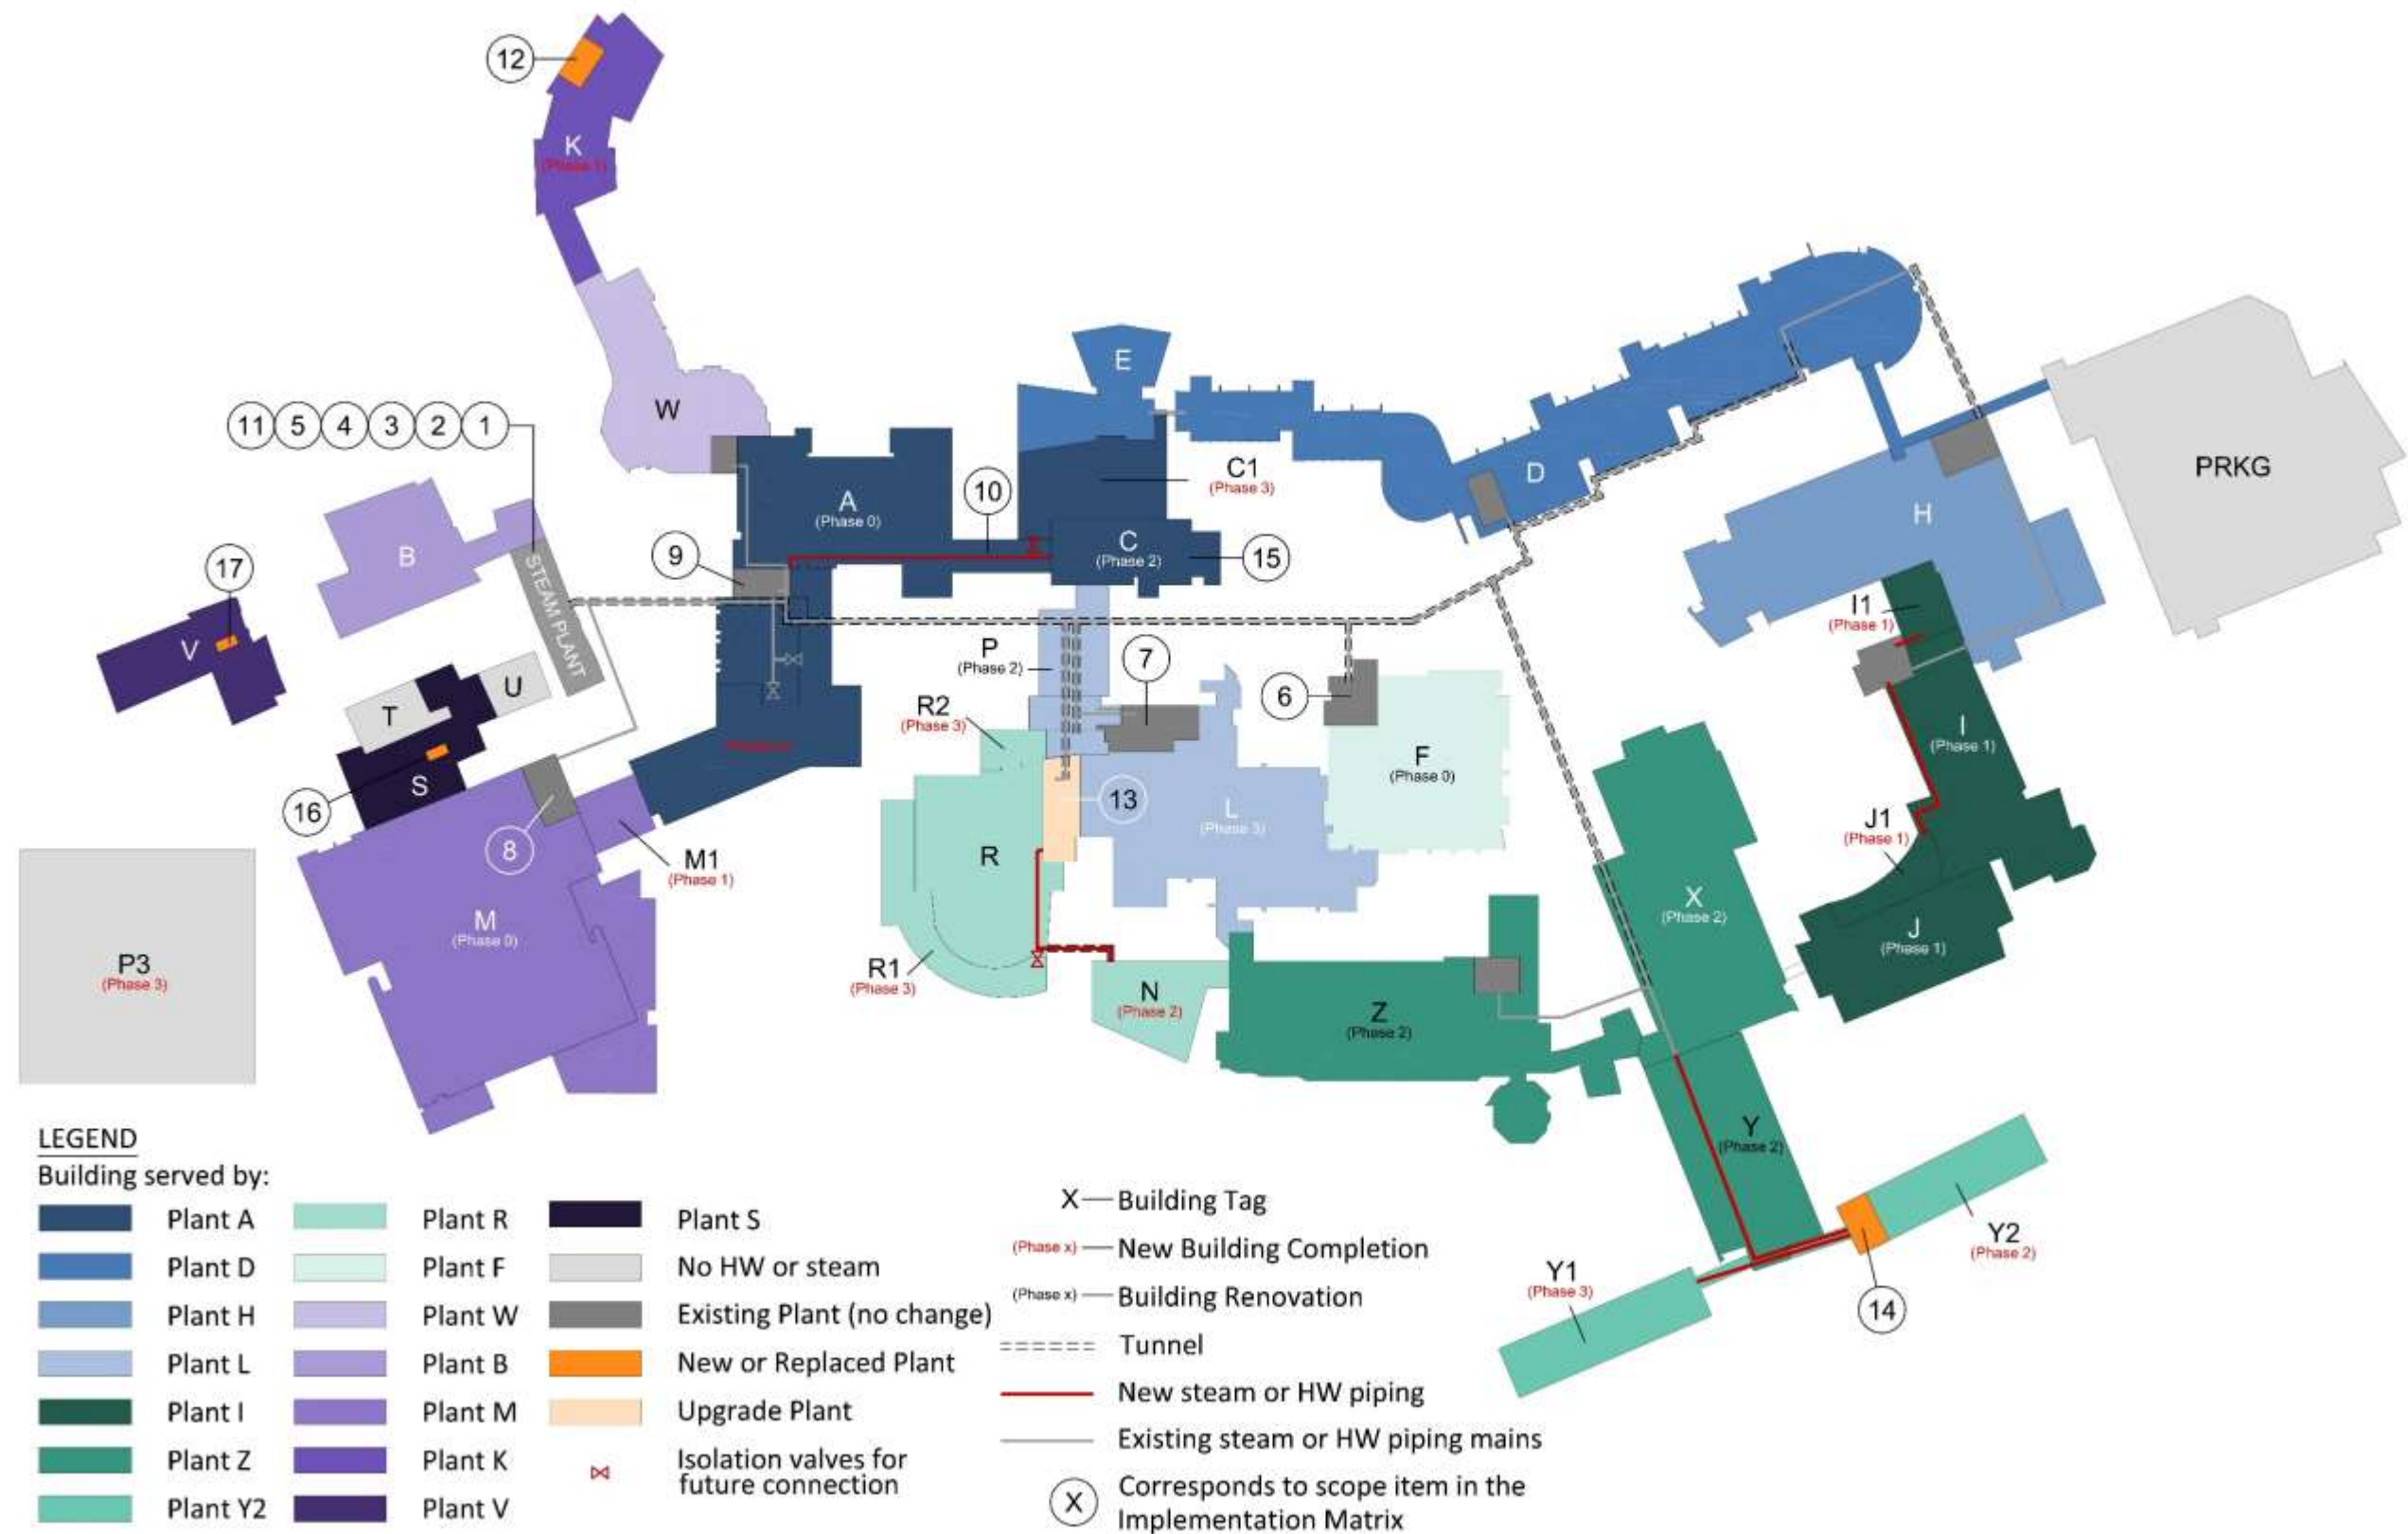 12
K
(Phase 1)
W
E
11 5 4 3 2 1
A
(Phase 0)
10
C1
(Phase 3)
D
H
PRKG
B
STEAM PLANT
9
C
(Phase 2)
15
17
V
I1
(Phase 1)
P
(Phase 2)
7
6
T
U
R2
(Phase 3)
I
(Phase 1)
F
(Phase 0)
S
16
13
L
(Phase 3)
8
M1
(Phase 1)
R
J1
(Phase 1)
X
(Phase 2)
M
(Phase 0)
J
(Phase 1)
P3
(Phase 3)
R1
(Phase 3)
N
(Phase 2)
Z
(Phase 2)
Y
(Phase 2)
Y2
(Phase 2)
Y1
(Phase 3)
14
LEGEND
Building served by:
Plant A
Plant D
Plant H
Plant L
Plant I
Plant Z
Plant Y2
Plant R
Plant F
Plant W
Plant B
Plant M
Plant K
Plant V
Plant S
No HW or steam
Existing Plant (no change)
New or Replaced Plant
Upgrade Plant
Isolation valves for
future connection
X Building Tag
(Phase x) New Building Completion
(Phase x) Building Renovation
Tunnel
New steam or HW piping
Existing steam or HW piping mains
X Corresponds to scope item in the
Implementation Matrix